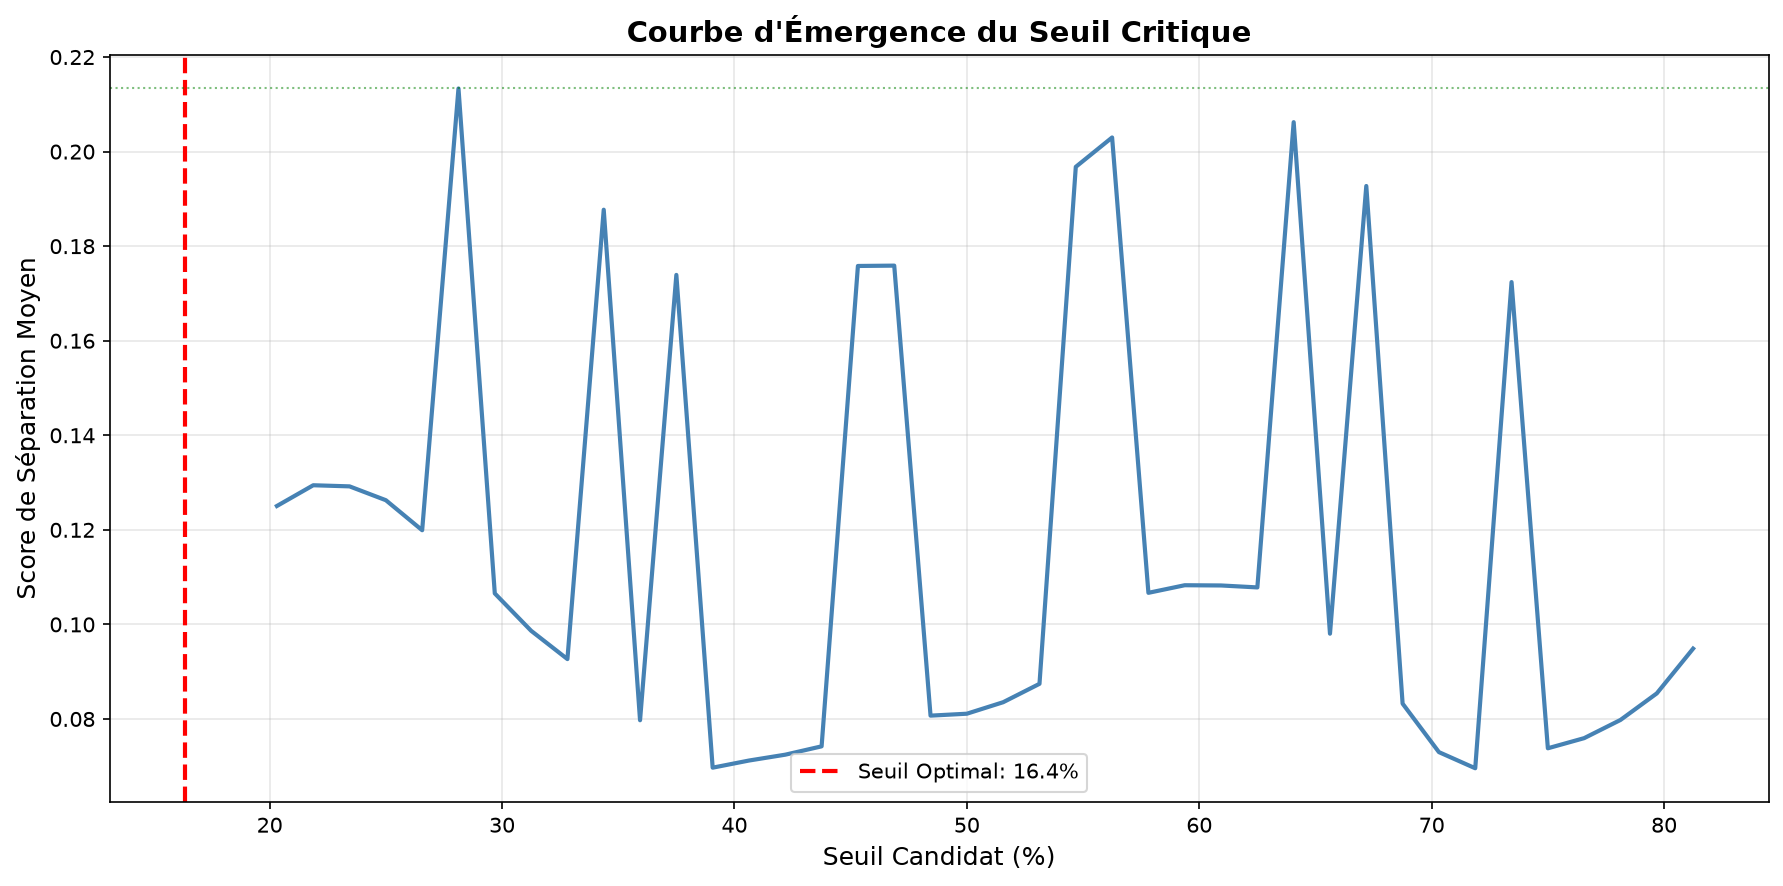 Courbe d'Émergence du Seuil Critique
Score de Séparation Moyen
0.22
0.20
0.18
0.16
0.14
0.12
0.10
0.08
Seuil Optimal: 16.4%
20 30 40 50 60 70 80
Seuil Candidat (%)